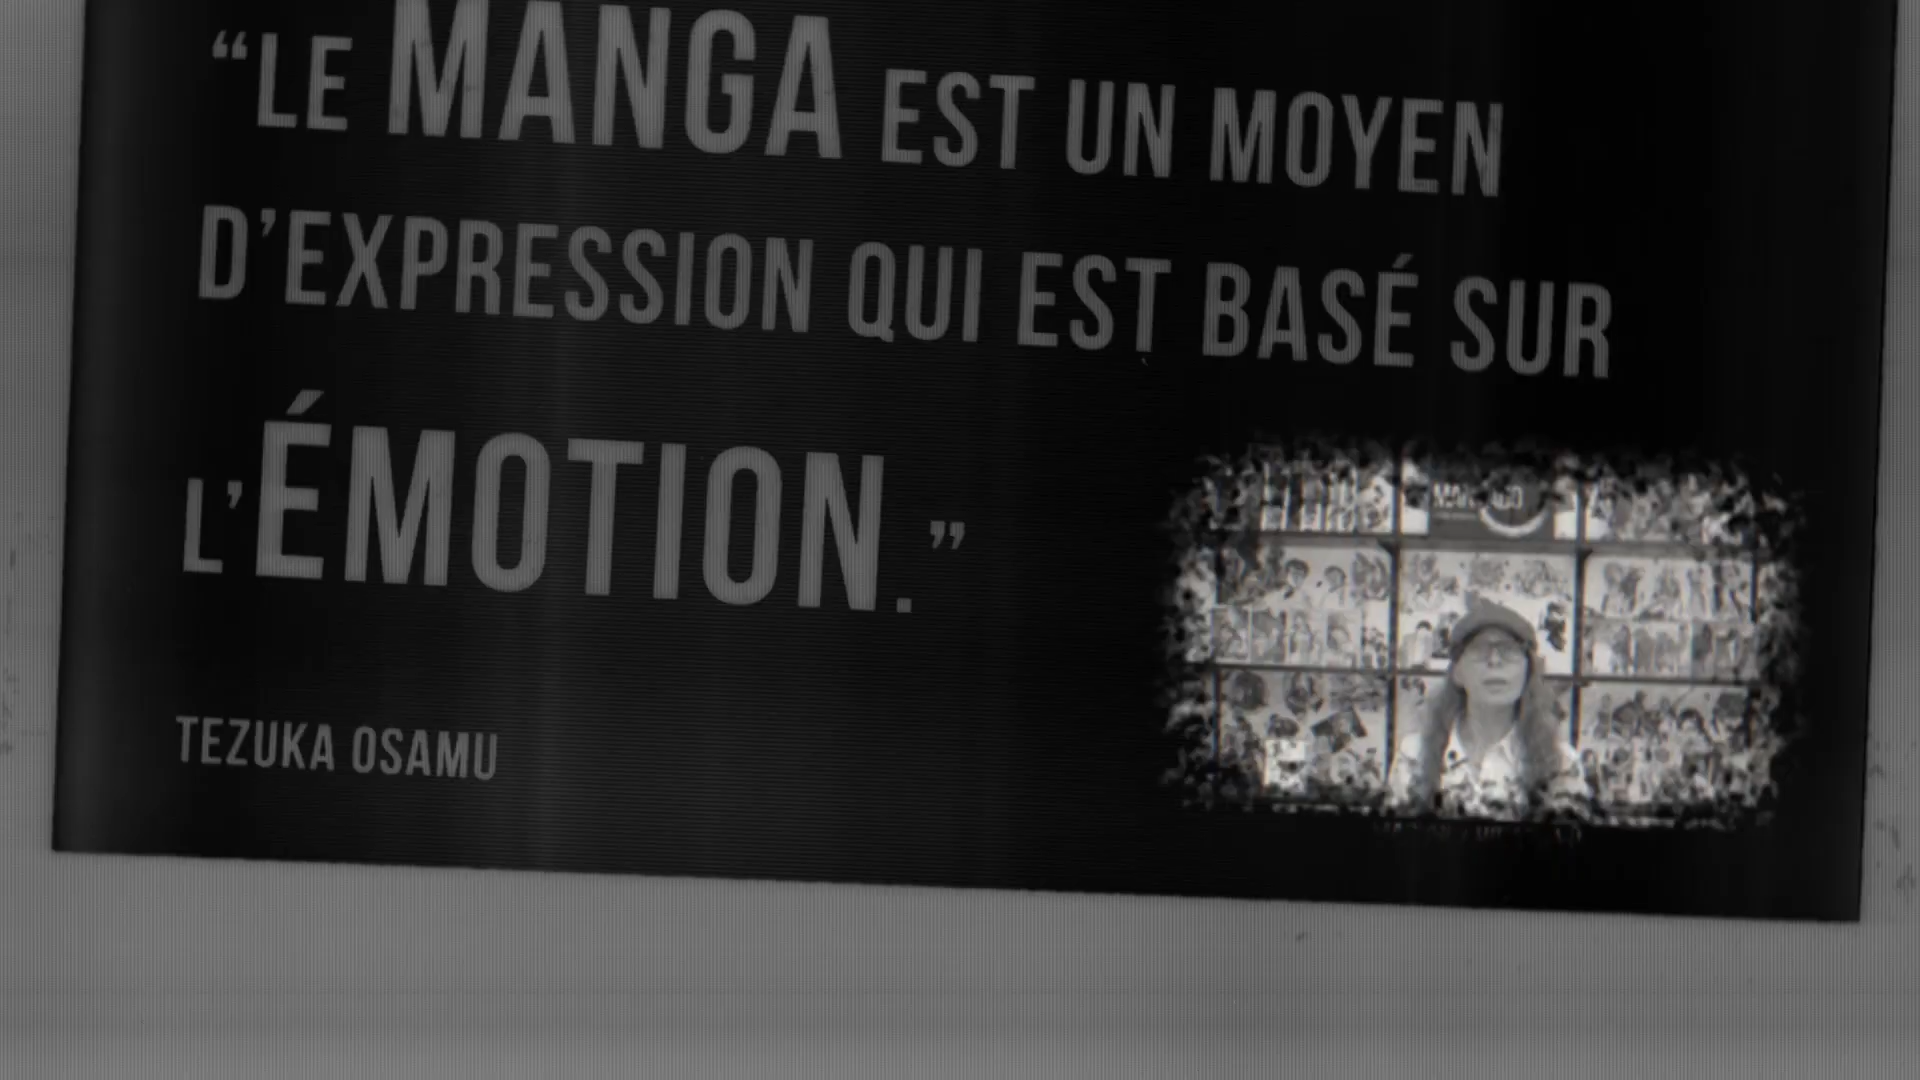 “LE MANGA EST UN MOYEN
D’EXPRESSION QUI EST BASÉ SUR
L’ÉMOTION.”
TEZUKA OSAMU